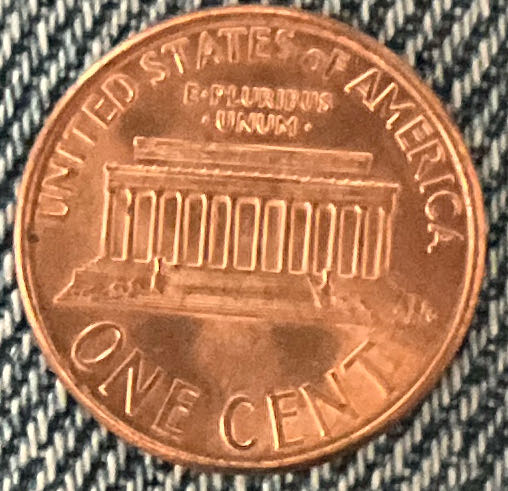 UNITED STATES OF AMERICA
E·PLURIBUS
·UNUM·
ONE CENT